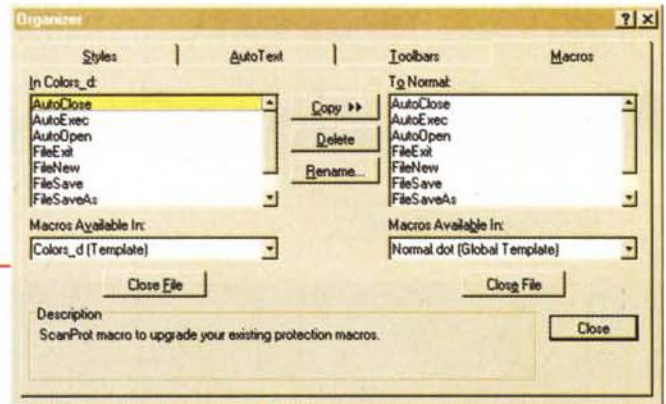 Organizer
Styles AutoText Toolbars Macros
In Colors_d:
AutoClose
AutoExec
AutoOpen
FileExit
FileNew
FileSave
FileSaveAs
Copy ▸▸
Delete
Rename...
To Normal:
AutoClose
AutoExec
AutoOpen
FileExit
FileNew
FileSave
FileSaveAs
Macros Available In:
Colors_d (Template)
Close File
Macros Available In:
Normal.dot (Global Template)
Close File
Description
ScanProt macro to upgrade your existing protection macros.
Close